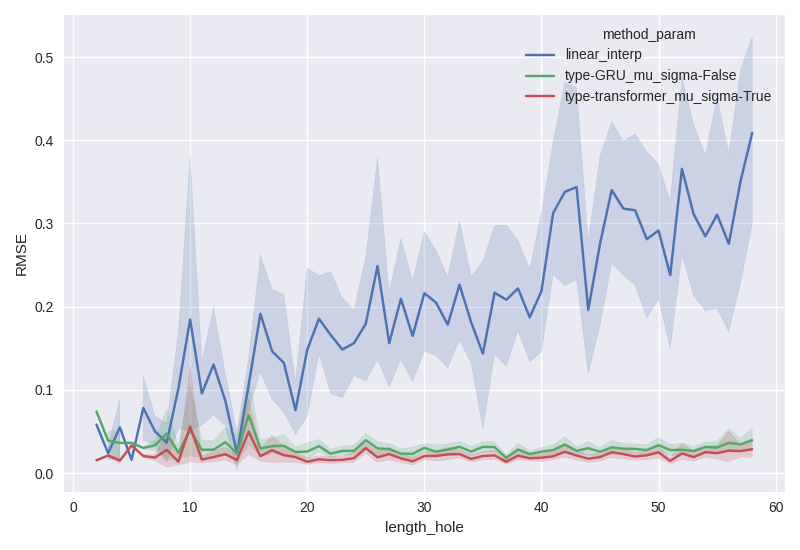 method_param
linear_interp
type-GRU_mu_sigma-False
type-transformer_mu_sigma-True
RMSE
0.5
0.4
0.3
0.2
0.1
0.0
0 10 20 30 40 50 60
length_hole